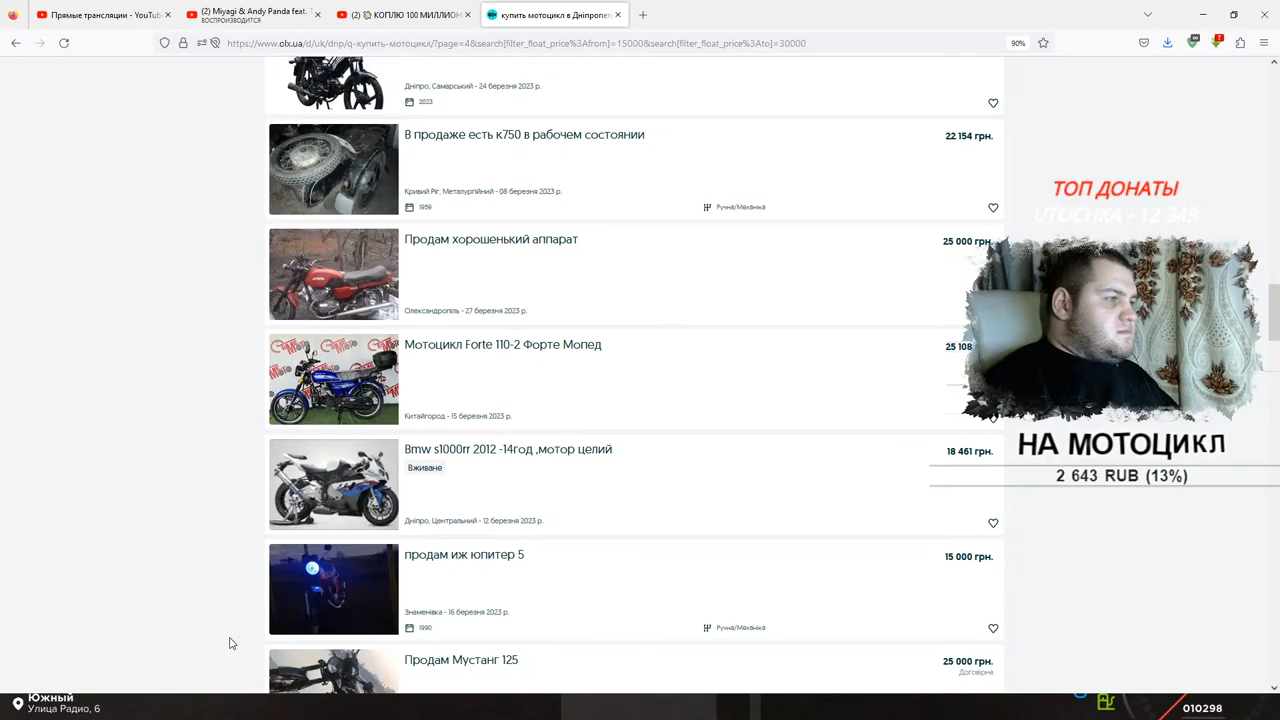 Прямые трансляции - YouTub
(2) Miyagi & Andy Panda feat. T
ВОСПРОИЗВОДИТСЯ
(2) КОПЛЮ 100 МИЛЛИОН
купить мотоцикл в Дніпропет
https://www.olx.ua/d/uk/dnp/q-купить-мотоцикл/?page=4&search[filter_float_price%3Afrom]=15000&search[filter_float_price%3Ato]=30000
90%
Дніпро, Самарський - 24 березня 2023 р.
2023
В продаже есть к750 в рабочем состоянии
22 154 грн.
Кривий Ріг, Металургійний - 08 березня 2023 р.
1959
Ручна/Механіка
Продам хорошенький аппарат
25 000 грн.
Олександропіль - 27 березня 2023 р.
Мотоцикл Forte 110-2 Форте Мопед
25 108
Китайгород - 15 березня 2023 р.
Bmw s1000rr 2012 -14год ,мотор целий
18 461 грн.
Вживане
Дніпро, Центральний - 12 березня 2023 р.
продам иж юпитер 5
15 000 грн.
Знаменівка - 16 березня 2023 р.
1990
Ручна/Механіка
Продам Мустанг 125
25 000 грн.
Договірна
ТОП ДОНАТЫ
UTOCHKA - 12 349
НА МОТОЦИКЛ
2 643 RUB (13%)
Южный
Улица Радио, 6
010298